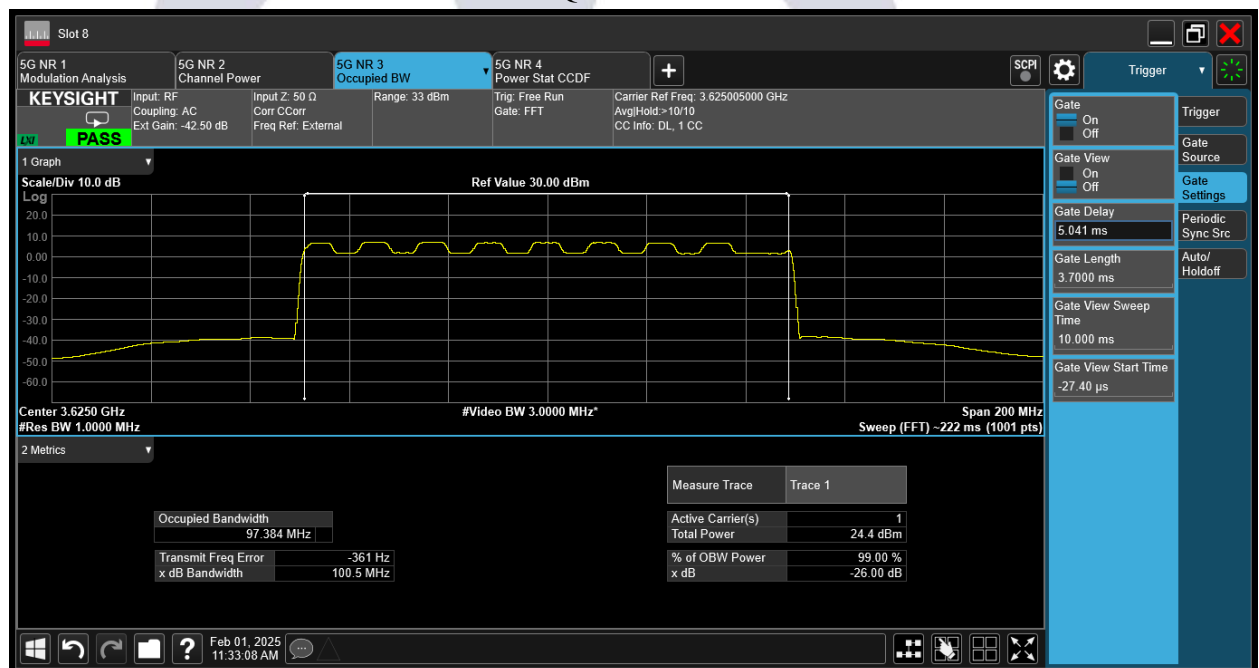 Slot 8
5G NR 1
Modulation Analysis
5G NR 2
Channel Power
5G NR 3
Occupied BW
5G NR 4
Power Stat CCDF
SCPI
Trigger
KEYSIGHT
LXI
PASS
Input: RF
Coupling: AC
Ext Gain: -42.50 dB
Input Z: 50 Ω
Corr CCorr
Freq Ref: External
Range: 33 dBm
Trig: Free Run
Gate: FFT
Carrier Ref Freq: 3.625005000 GHz
Avg|Hold:>10/10
CC Info: DL, 1 CC
1 Graph
Scale/Div 10.0 dB
Ref Value 30.00 dBm
Log
20.0
10.0
0.00
-10.0
-20.0
-30.0
-40.0
-50.0
-60.0
Center 3.6250 GHz
#Video BW 3.0000 MHz*
Span 200 MHz
#Res BW 1.0000 MHz
Sweep (FFT) ~222 ms (1001 pts)
2 Metrics
Measure Trace Trace 1
Occupied Bandwidth
97.384 MHz
Active Carrier(s) 1
Total Power 24.4 dBm
Transmit Freq Error -361 Hz
x dB Bandwidth 100.5 MHz
% of OBW Power 99.00 %
x dB -26.00 dB
Gate
On
Off
Gate View
On
Off
Gate Delay
5.041 ms
Gate Length
3.7000 ms
Gate View Sweep
Time
10.000 ms
Gate View Start Time
-27.40 µs
Trigger
Gate
Source
Gate
Settings
Periodic
Sync Src
Auto/
Holdoff
?
Feb 01, 2025
11:33:08 AM